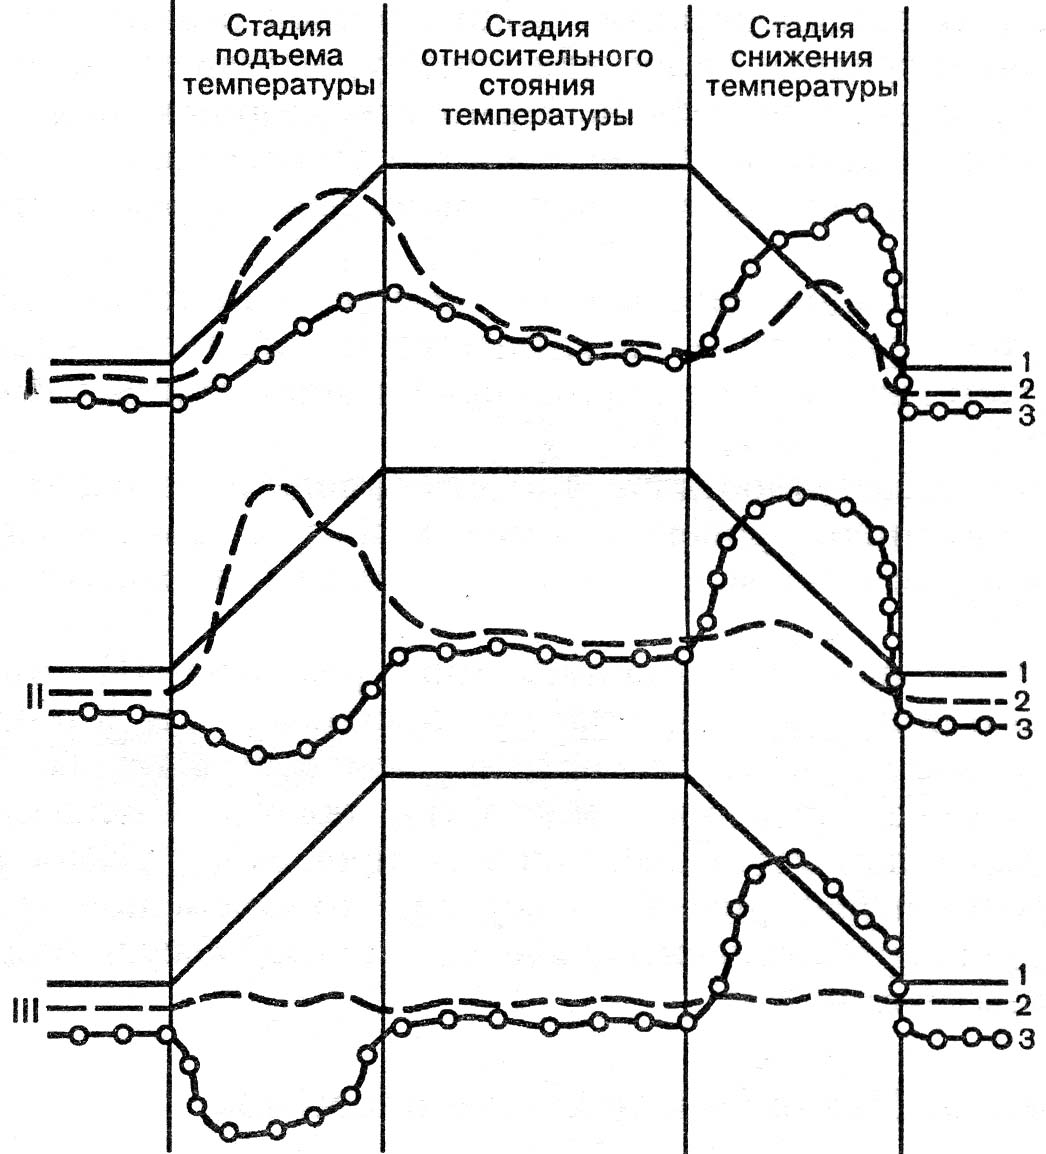 Стадия
подъема
температуры
Стадия
относительного
стояния
температуры
Стадия
снижения
температуры
I
1
2
3
II
1
2
3
III
1
2
3